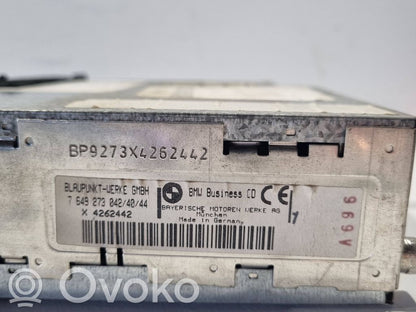 BP9273X4262442
BLAUPUNKT-WERKE GMBH
7 649 273 042/40/44
X 4262442
BMW Business CD CE
BAYERISCHE MOTOREN WERKE AG
München
Made in Germany
V696
Ovoko